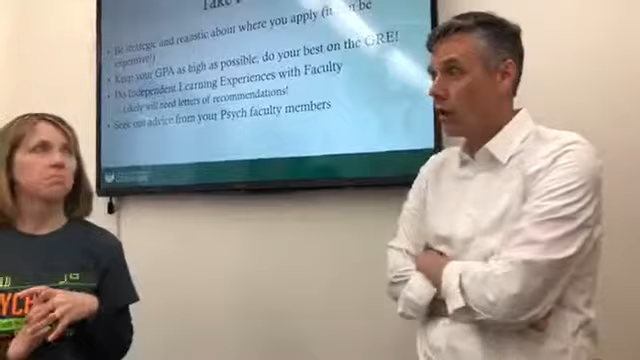 Take
• Be strategic and realistic about where you apply (it can be
expensive!)
• Keep your GPA as high as possible, do your best on the GRE!
• Do Independent Learning Experiences with Faculty
– Likely will need letters of recommendations!
• Seek out advice from your Psych faculty members
PYCH